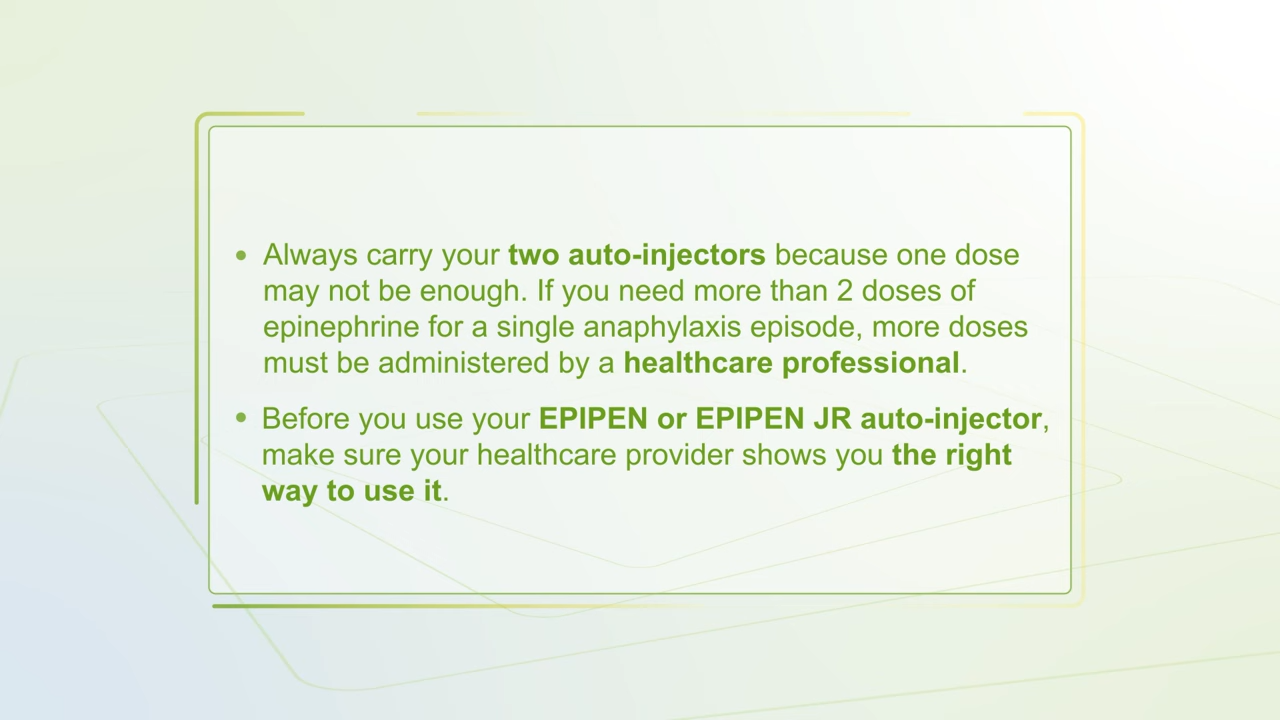 • Always carry your two auto-injectors because one dose
may not be enough. If you need more than 2 doses of
epinephrine for a single anaphylaxis episode, more doses
must be administered by a healthcare professional.
• Before you use your EPIPEN or EPIPEN JR auto-injector,
make sure your healthcare provider shows you the right
way to use it.